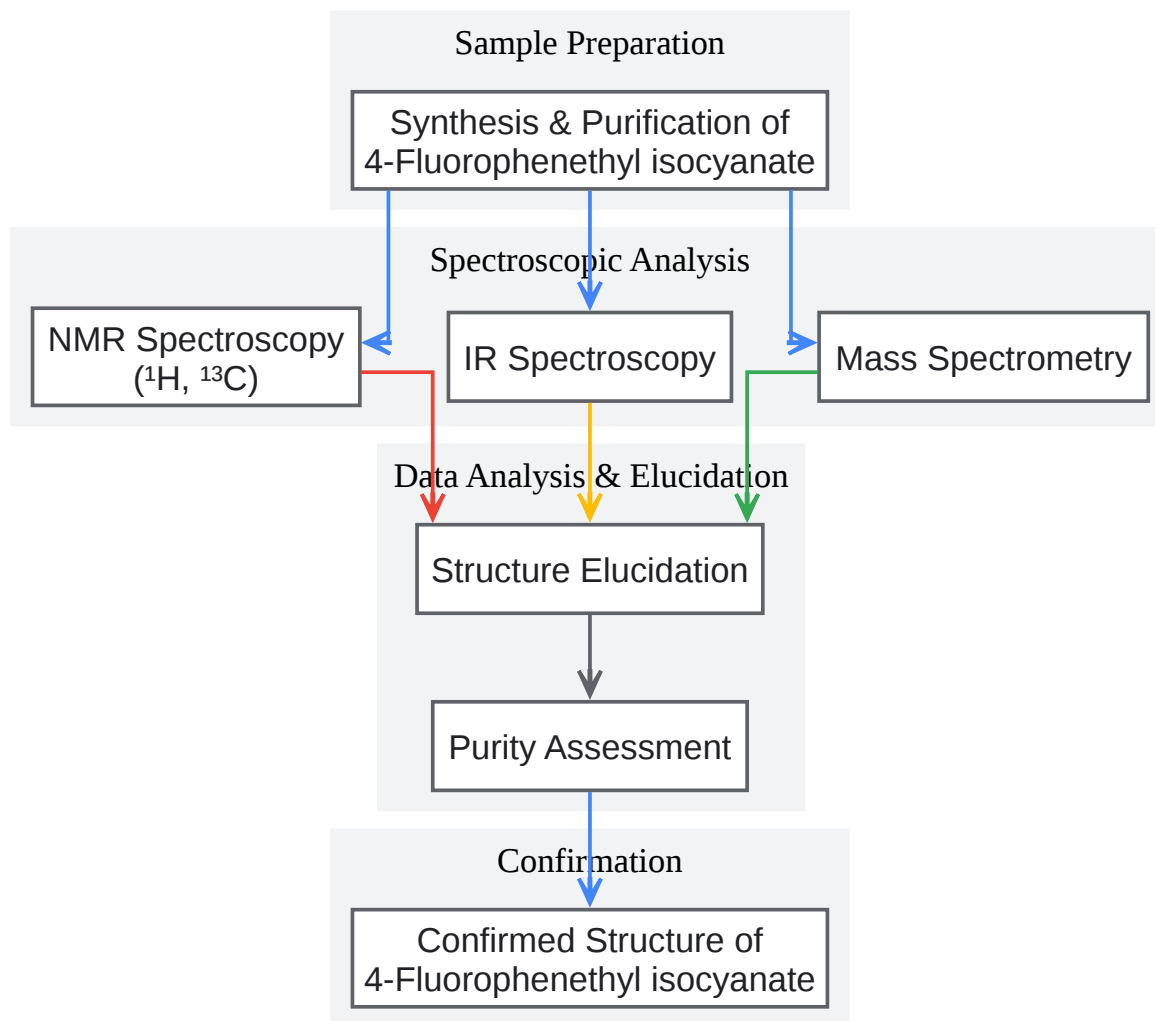 Sample Preparation
Synthesis & Purification of
4-Fluorophenethyl isocyanate
Spectroscopic Analysis
NMR Spectroscopy
(¹H, ¹³C)
IR Spectroscopy
Mass Spectrometry
Data Analysis & Elucidation
Structure Elucidation
Purity Assessment
Confirmation
Confirmed Structure of
4-Fluorophenethyl isocyanate